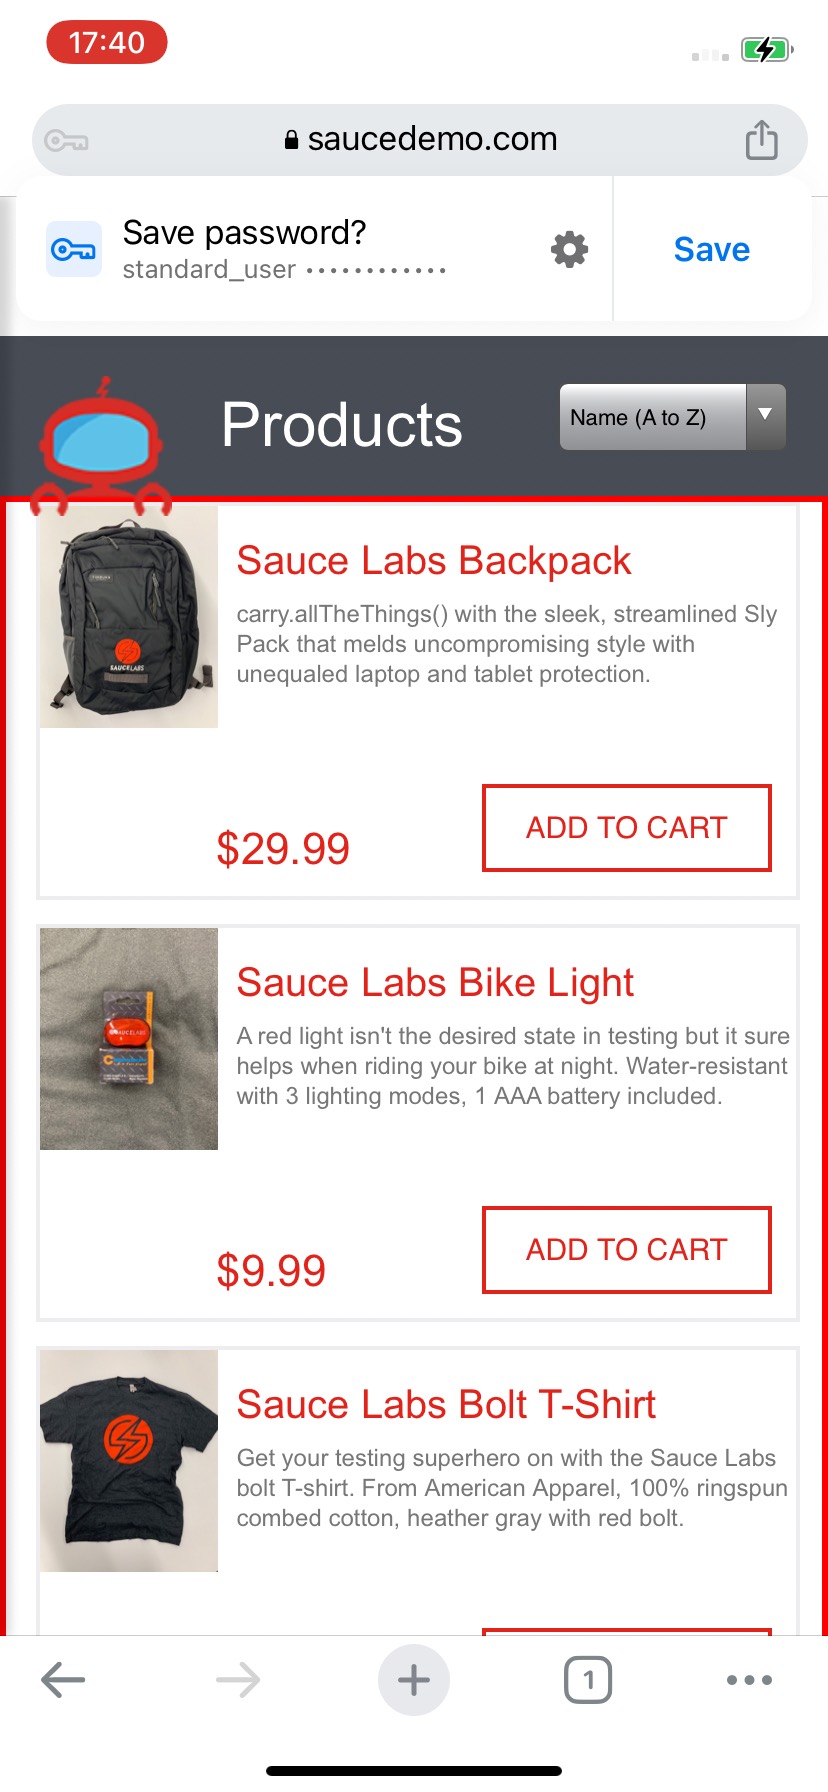 17:40
saucedemo.com
Save password?
standard_user ••••••••••••
Save
Products
Name (A to Z)
Sauce Labs Backpack
carry.allTheThings() with the sleek, streamlined Sly
Pack that melds uncompromising style with
unequaled laptop and tablet protection.
SAUCELABS
$29.99
ADD TO CART
Sauce Labs Bike Light
A red light isn't the desired state in testing but it sure
helps when riding your bike at night. Water-resistant
with 3 lighting modes, 1 AAA battery included.
SAUCELABS
$9.99
ADD TO CART
Sauce Labs Bolt T-Shirt
Get your testing superhero on with the Sauce Labs
bolt T-shirt. From American Apparel, 100% ringspun
combed cotton, heather gray with red bolt.
1